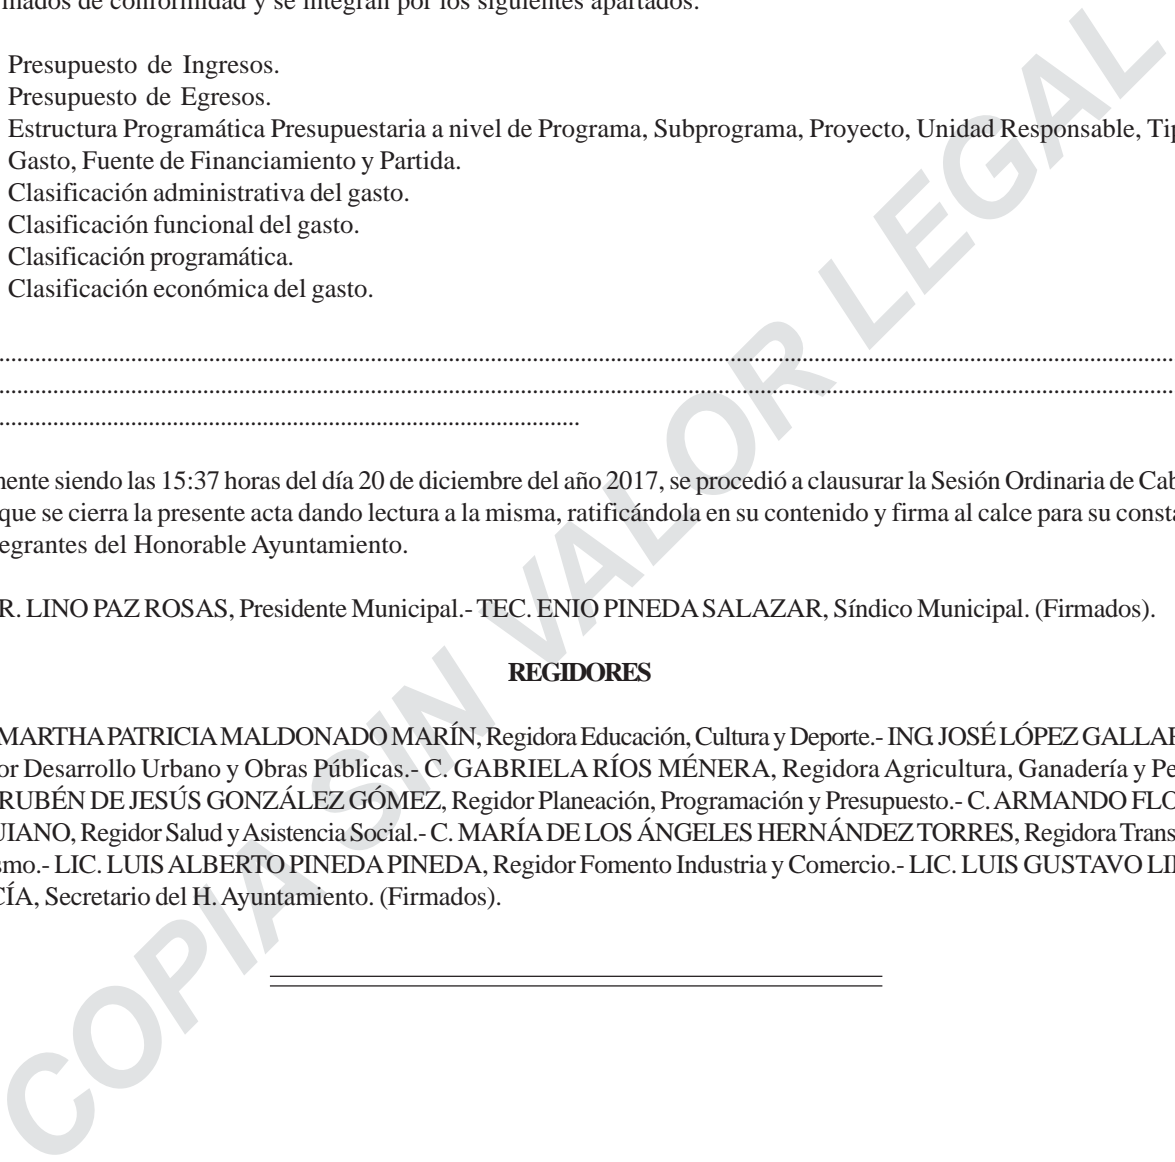 mados de conformidad y se integran por los siguientes apartados:
Presupuesto de Ingresos.
Presupuesto de Egresos.
Estructura Programática Presupuestaria a nivel de Programa, Subprograma, Proyecto, Unidad Responsable, Tip
Gasto, Fuente de Financiamiento y Partida.
Clasificación administrativa del gasto.
Clasificación funcional del gasto.
Clasificación programática.
Clasificación económica del gasto.
nente siendo las 15:37 horas del día 20 de diciembre del año 2017, se procedió a clausurar la Sesión Ordinaria de Cab
que se cierra la presente acta dando lectura a la misma, ratificándola en su contenido y firma al calce para su consta
tegrantes del Honorable Ayuntamiento.
R. LINO PAZ ROSAS, Presidente Municipal.- TEC. ENIO PINEDA SALAZAR, Síndico Municipal. (Firmados).
REGIDORES
MARTHA PATRICIA MALDONADO MARÍN, Regidora Educación, Cultura y Deporte.- ING. JOSÉ LÓPEZ GALLAR
or Desarrollo Urbano y Obras Públicas.- C. GABRIELA RÍOS MÉNERA, Regidora Agricultura, Ganadería y Pe
RUBÉN DE JESÚS GONZÁLEZ GÓMEZ, Regidor Planeación, Programación y Presupuesto.- C. ARMANDO FLO
UIANO, Regidor Salud y Asistencia Social.- C. MARÍA DE LOS ÁNGELES HERNÁNDEZ TORRES, Regidora Trans
smo.- LIC. LUIS ALBERTO PINEDA PINEDA, Regidor Fomento Industria y Comercio.- LIC. LUIS GUSTAVO LI
CÍA, Secretario del H. Ayuntamiento. (Firmados).
COPIA SIN VALOR LEGAL